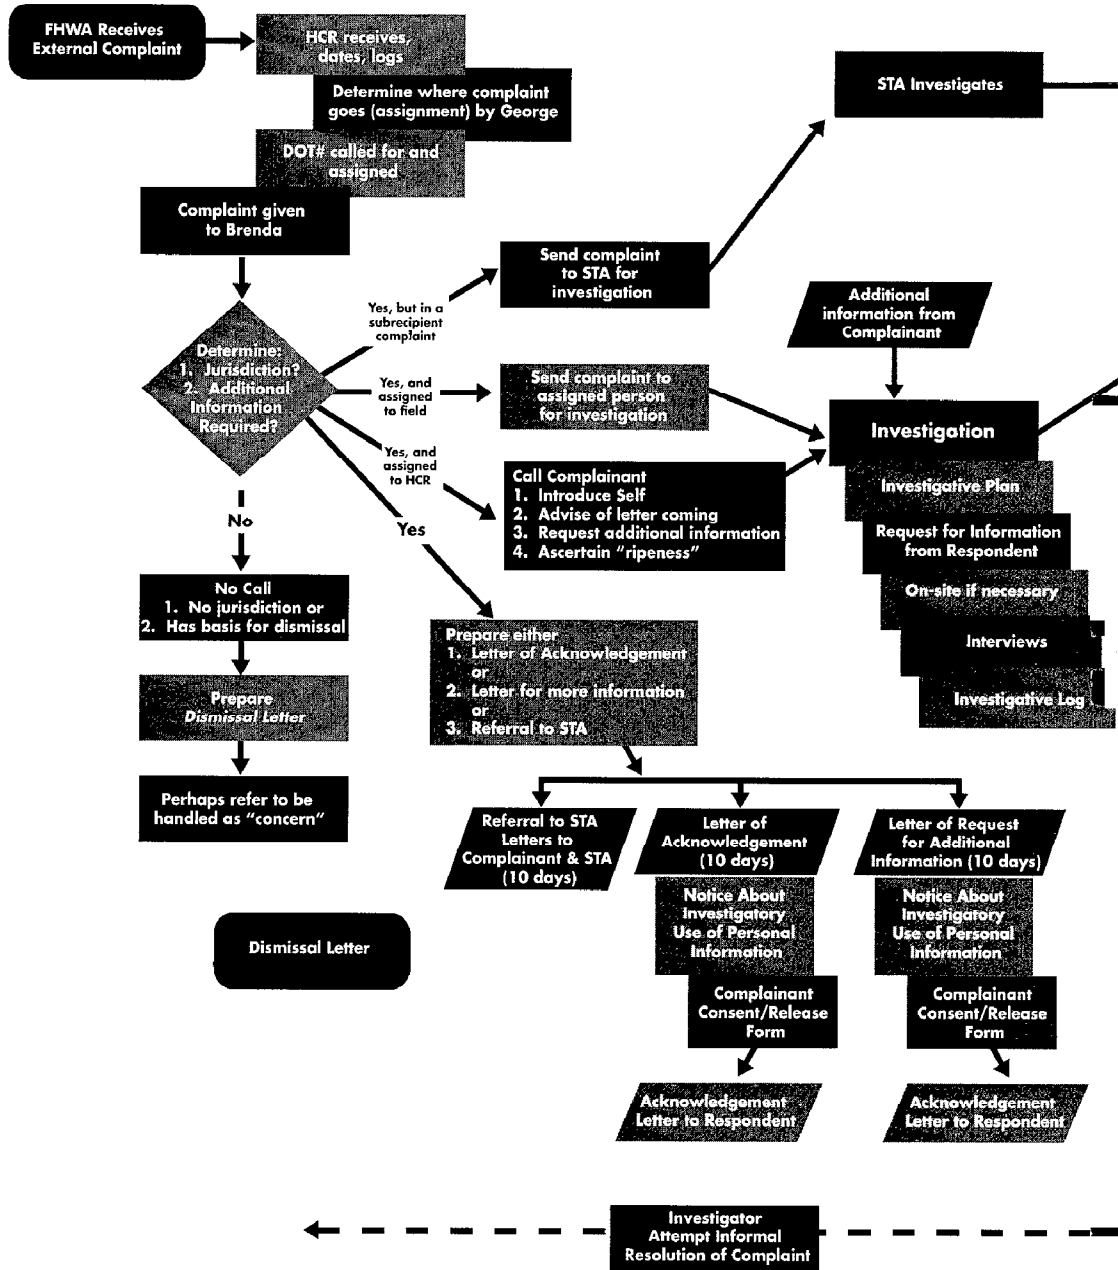 FHWA Receives
External Complaint
HCR receives,
dates, logs
Determine where complaint
goes (assignment) by George
DOT# called for and
assigned
Complaint given
to Brenda
Determine:
1. Jurisdiction?
2. Additional
Information
Required?
Yes, but in a
subrecipient
complaint
Send complaint
to STA for
investigation
STA Investigates
Yes, and
assigned
to field
Send complaint to
assigned person
for investigation
Additional
information from
Complainant
Yes, and
assigned
to HCR
Call Complainant
1. Introduce Self
2. Advise of letter coming
3. Request additional information
4. Ascertain “ripeness”
Investigation
Investigative Plan
Request for Information
from Respondent
On-site if necessary
Interviews
Investigative Log
No
No Call
1. No jurisdiction or
2. Has basis for dismissal
Prepare
Dismissal Letter
Perhaps refer to be
handled as “concern”
Yes
Prepare either
1. Letter of Acknowledgement
or
2. Letter for more information
or
3. Referral to STA
Referral to STA
Letters to
Complainant & STA
(10 days)
Letter of
Acknowledgement
(10 days)
Notice About
Investigatory
Use of Personal
Information
Complainant
Consent/Release
Form
Acknowledgement
Letter to Respondent
Letter of Request
for Additional
Information (10 days)
Notice About
Investigatory
Use of Personal
Information
Complainant
Consent/Release
Form
Acknowledgement
Letter to Respondent
Dismissal Letter
Investigator
Attempt Informal
Resolution of Complaint